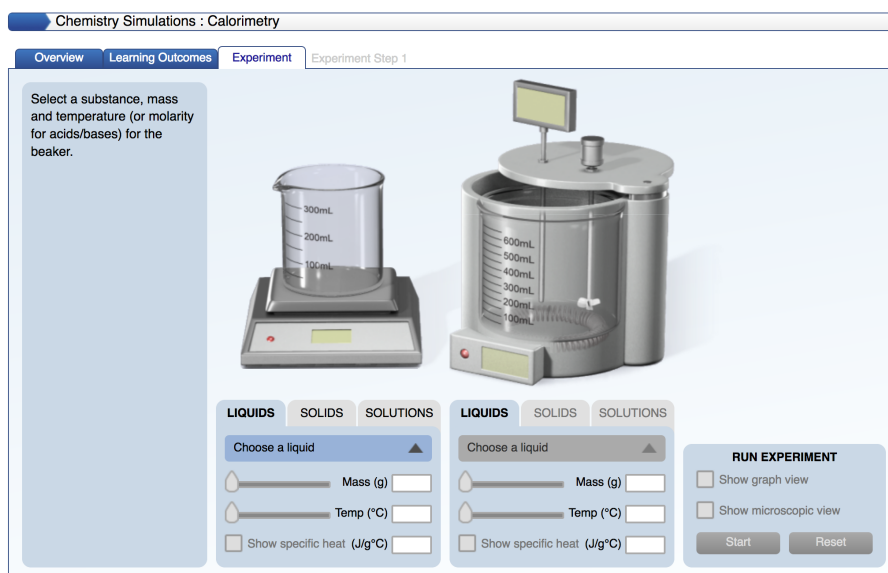 Chemistry Simulations : Calorimetry
Overview
Learning Outcomes
Experiment
Experiment Step 1
Select a substance, mass
and temperature (or molarity
for acids/bases) for the
beaker.
300mL
200mL
100mL
600mL
500mL
400mL
300mL
200mL
100mL
LIQUIDS
SOLIDS
SOLUTIONS
Choose a liquid
Mass (g)
Temp (°C)
Show specific heat (J/g°C)
LIQUIDS
SOLIDS
SOLUTIONS
Choose a liquid
Mass (g)
Temp (°C)
Show specific heat (J/g°C)
RUN EXPERIMENT
Show graph view
Show microscopic view
Start
Reset